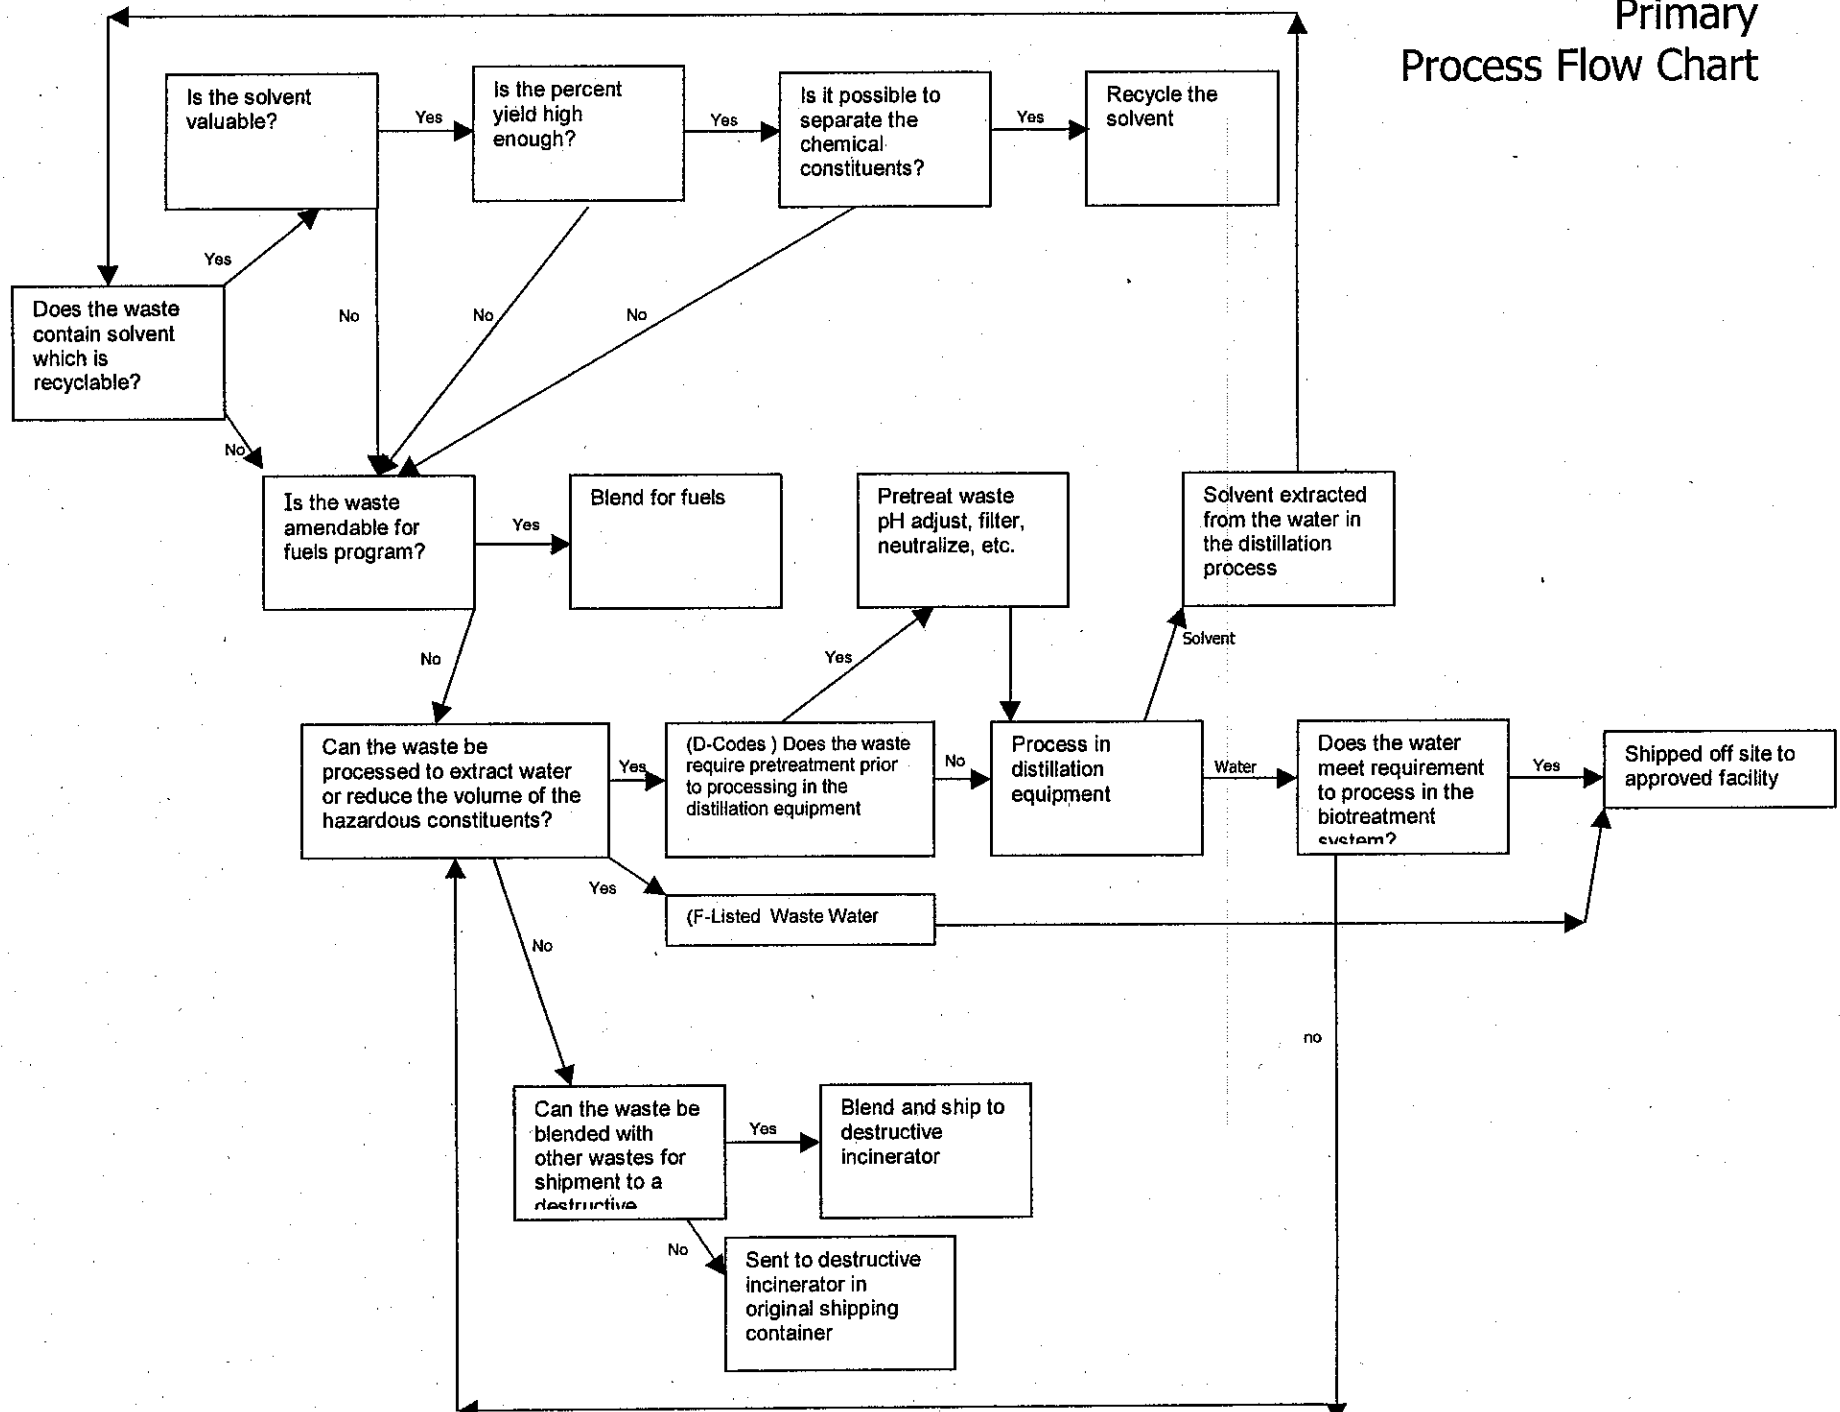 Primary
Process Flow Chart
Is the solvent
valuable?
Yes
Is the percent
yield high
enough?
Yes
Is it possible to
separate the
chemical
constituents?
Yes
Recycle the
solvent
Yes
Does the waste
contain solvent
which is
recyclable?
No
No
No
No
Is the waste
amendable for
fuels program?
Yes
Blend for fuels
Pretreat waste
pH adjust, filter,
neutralize, etc.
Solvent extracted
from the water in
the distillation
process
No
Yes
Solvent
Can the waste be
processed to extract water
or reduce the volume of the
hazardous constituents?
Yes
(D-Codes ) Does the waste
require pretreatment prior
to processing in the
distillation equipment
No
Process in
distillation
equipment
Water
Does the water
meet requirement
to process in the
biotreatment
system?
Yes
Shipped off site to
approved facility
Yes
(F-Listed Waste Water
No
no
Can the waste be
blended with
other wastes for
shipment to a
destructive
Yes
Blend and ship to
destructive
incinerator
No
Sent to destructive
incinerator in
original shipping
container